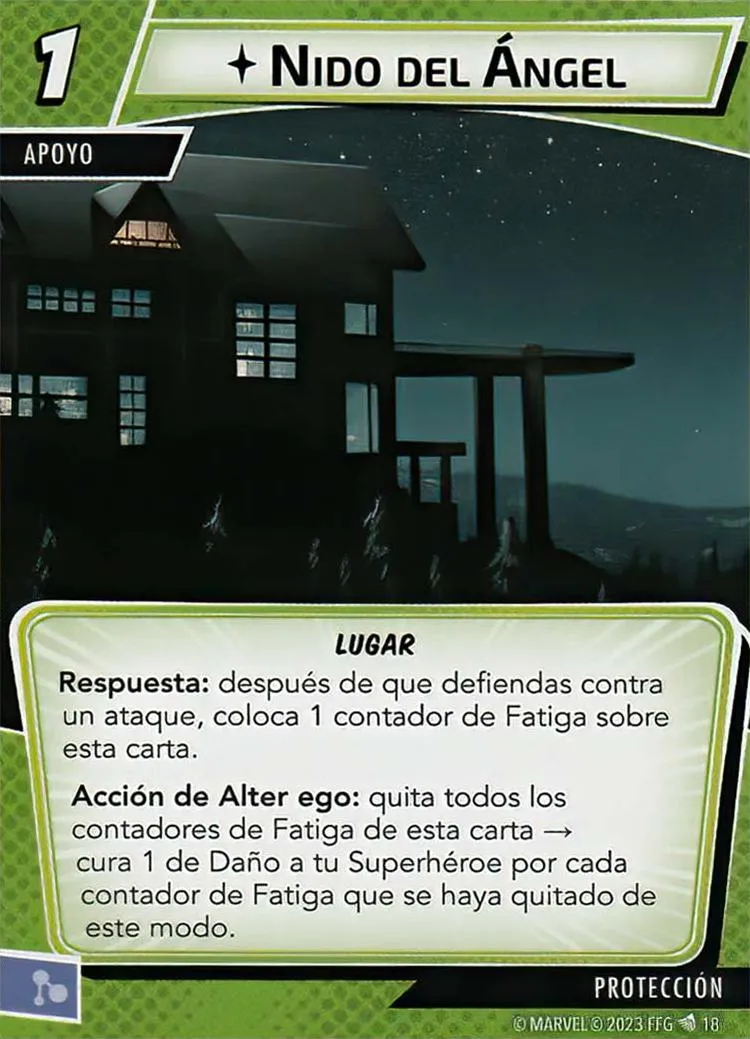 1
NIDO DEL ÁNGEL
APOYO
LUGAR
Respuesta: después de que defiendas contra
un ataque, coloca 1 contador de Fatiga sobre
esta carta.
Acción de Alter ego: quita todos los
contadores de Fatiga de esta carta →
cura 1 de Daño a tu Superhéroe por cada
contador de Fatiga que se haya quitado de
este modo.
PROTECCIÓN
© MARVEL © 2023 FFG 18